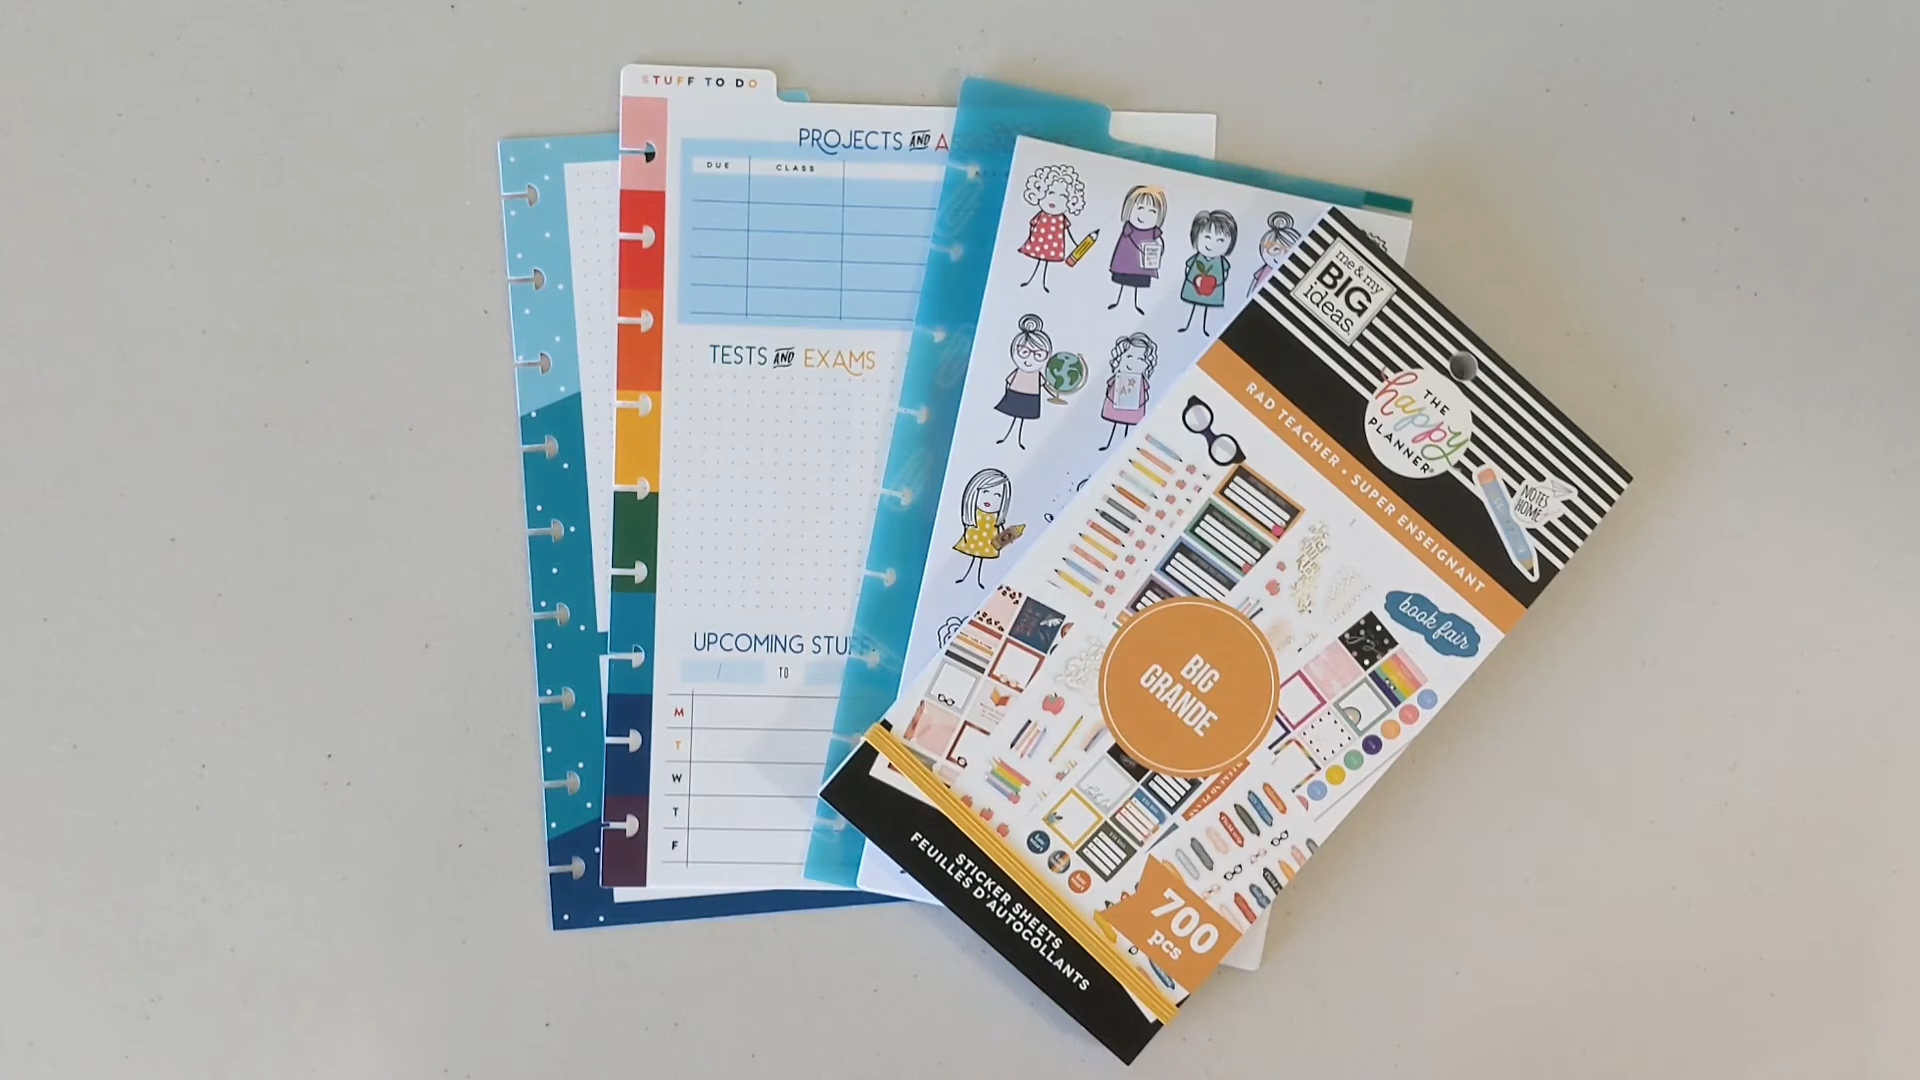 STUFF TO DO
PROJECTS AND A
DUE
CLASS
TESTS AND EXAMS
UPCOMING STUFF
/
TO
M
T
W
T
F
me & my
BIG
ideas.
THE
happy
PLANNER®
RAD TEACHER • SUPER ENSEIGNANT
NOTES
HOME
book fair
BIG
GRANDE
700
pcs
STICKER SHEETS
FEUILLES D'AUTOCOLLANTS